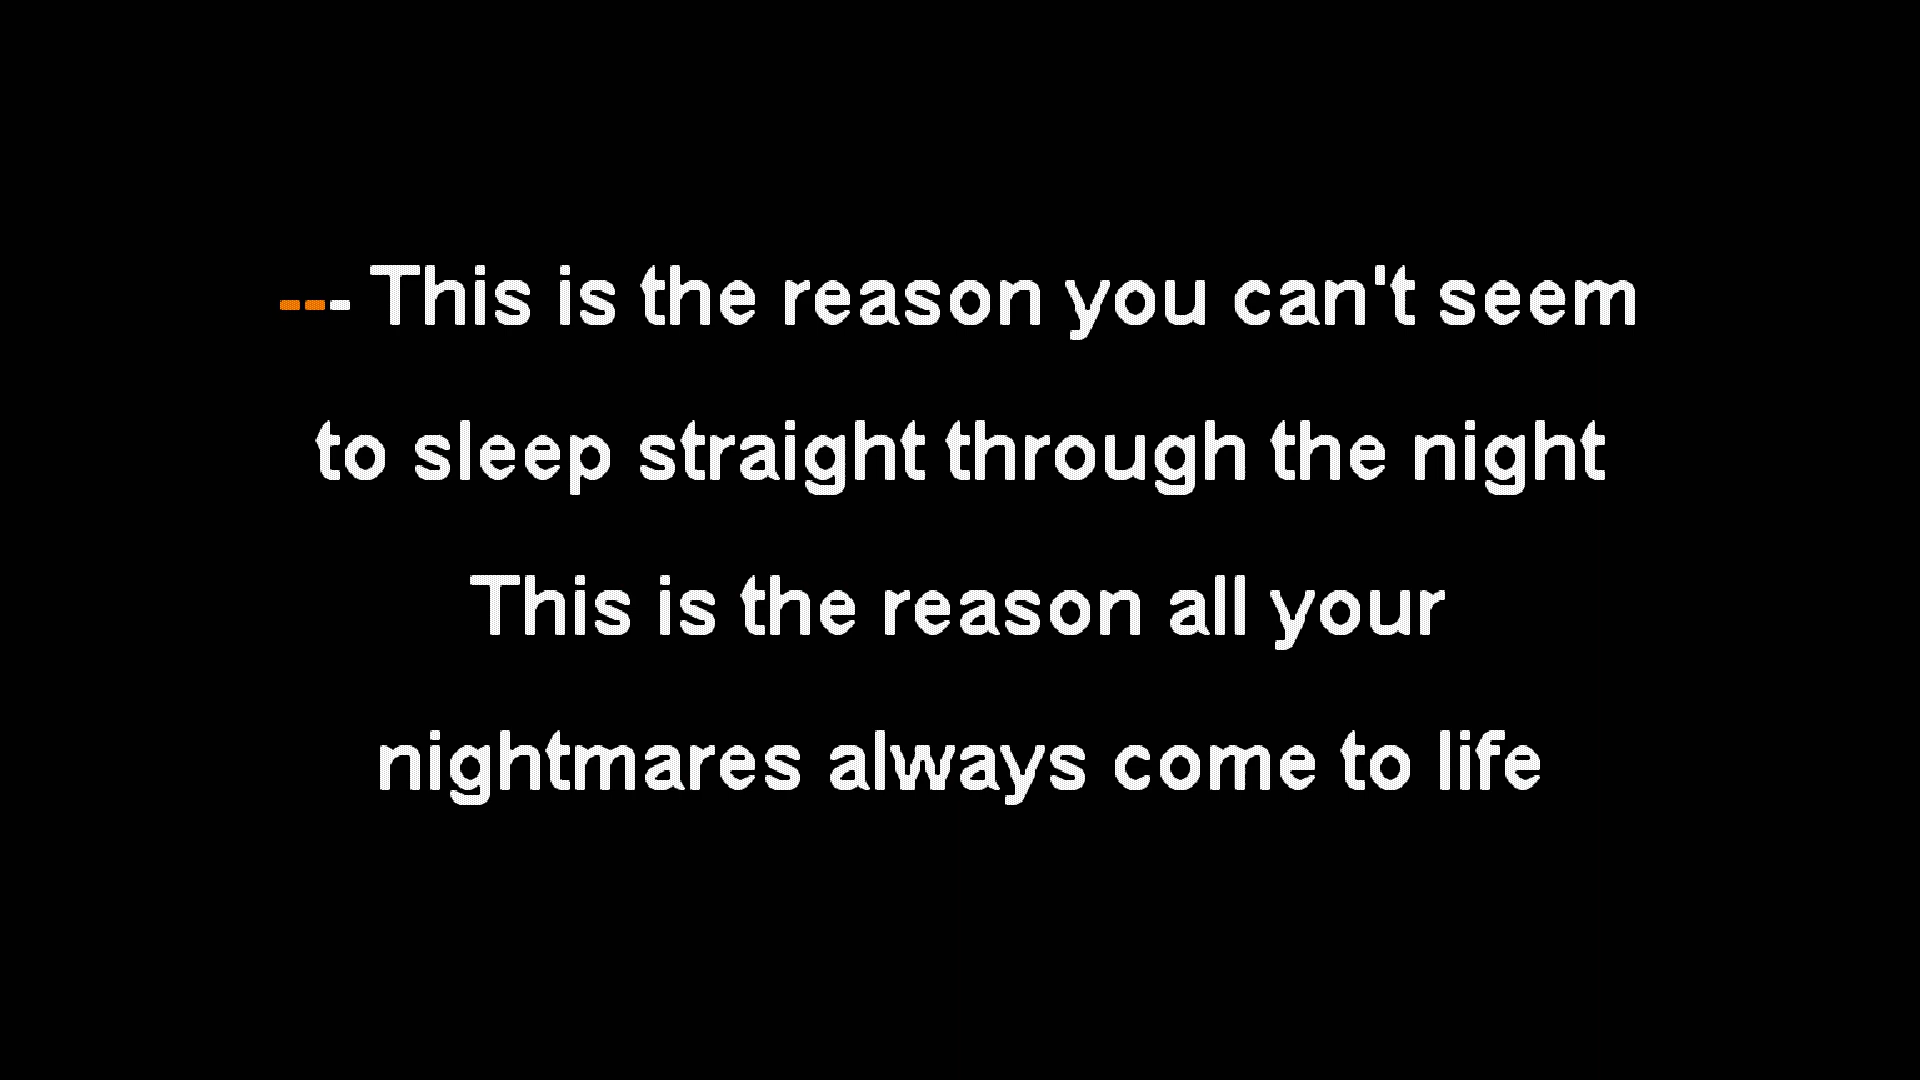 --- This is the reason you can't seem
to sleep straight through the night
This is the reason all your
nightmares always come to life